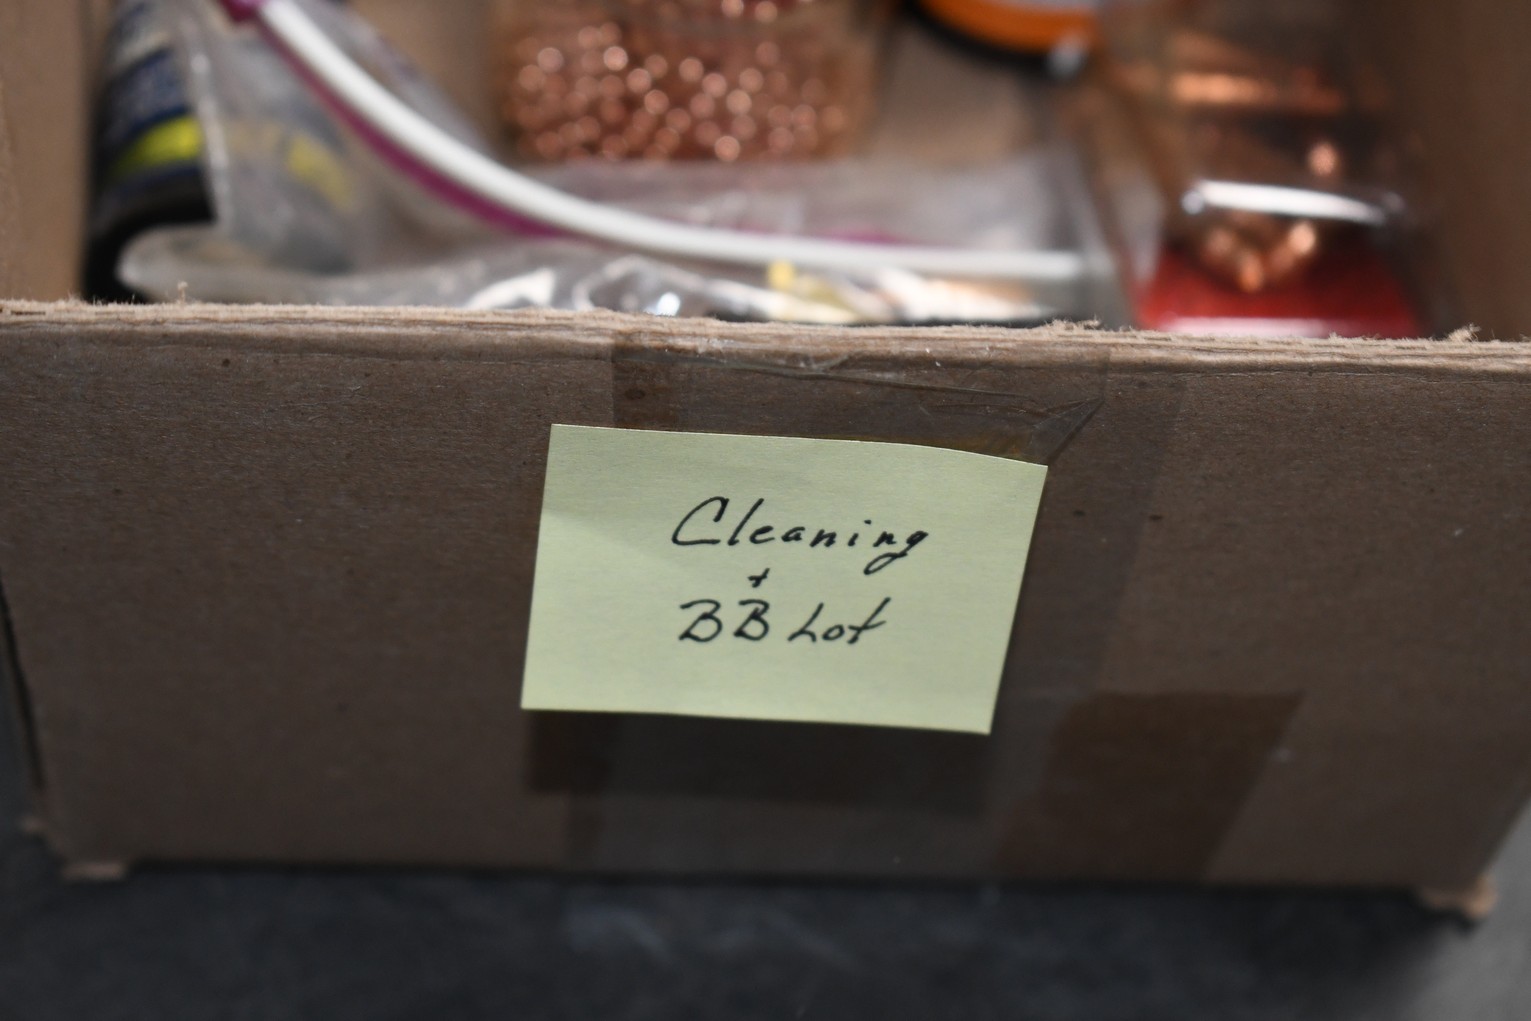 Cleaning
+
BB Lot